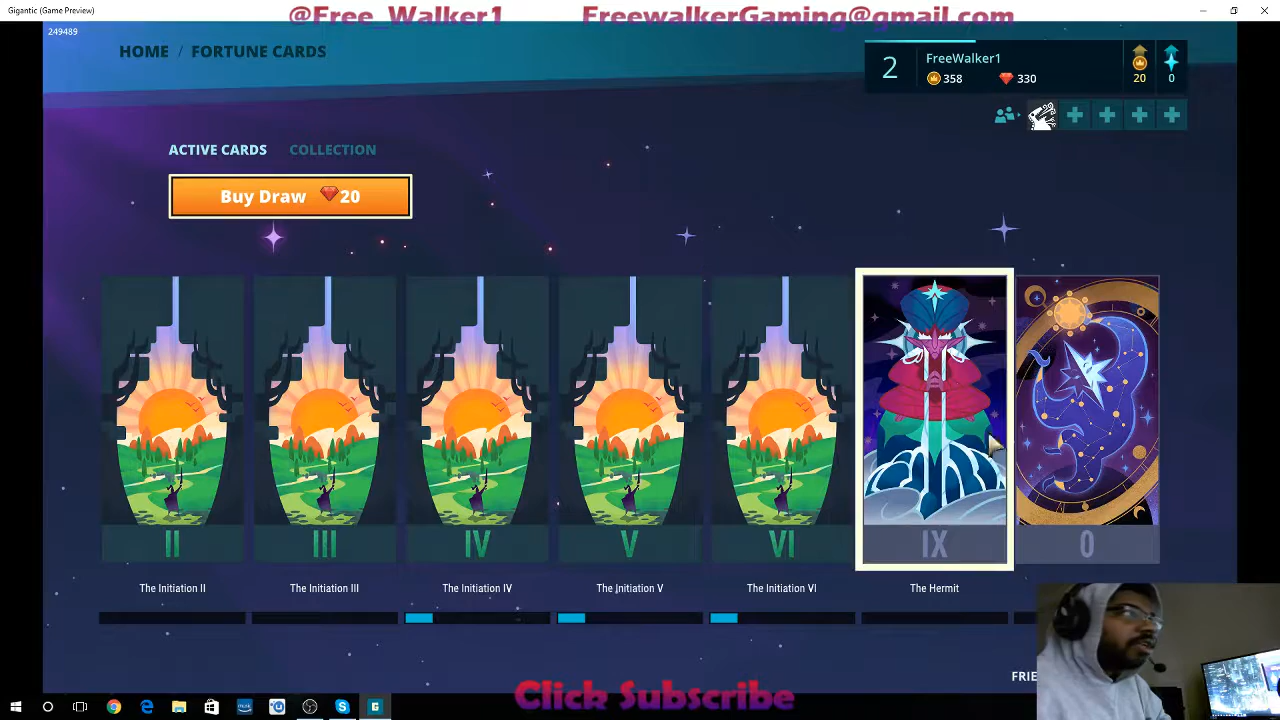 Gigantic (Game Preview)
@Free_Walker1
FreewalkerGaming@gmail.com
249489
HOME / FORTUNE CARDS
2
FreeWalker1
358
330
20
0
ACTIVE CARDS
COLLECTION
Buy Draw 20
II
III
IV
V
VI
IX
0
The Initiation II
The Initiation III
The Initiation IV
The Initiation V
The Initiation VI
The Hermit
FRIE
Click Subscribe